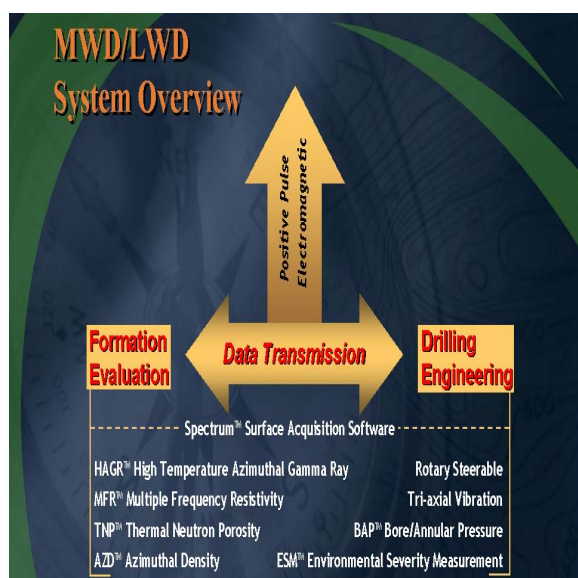 MWD/LWD
System Overview
Positive Pulse
Electromagnetic
Formation
Evaluation
Data Transmission
Drilling
Engineering
Spectrum™ Surface Acquisition Software
HAGR™ High Temperature Azimuthal Gamma Ray
Rotary Steerable
MFR™ Multiple Frequency Resistivity
Tri-axial Vibration
TNP™ Thermal Neutron Porosity
BAP™ Bore/Annular Pressure
AZD™ Azimuthal Density
ESM™ Environmental Severity Measurement